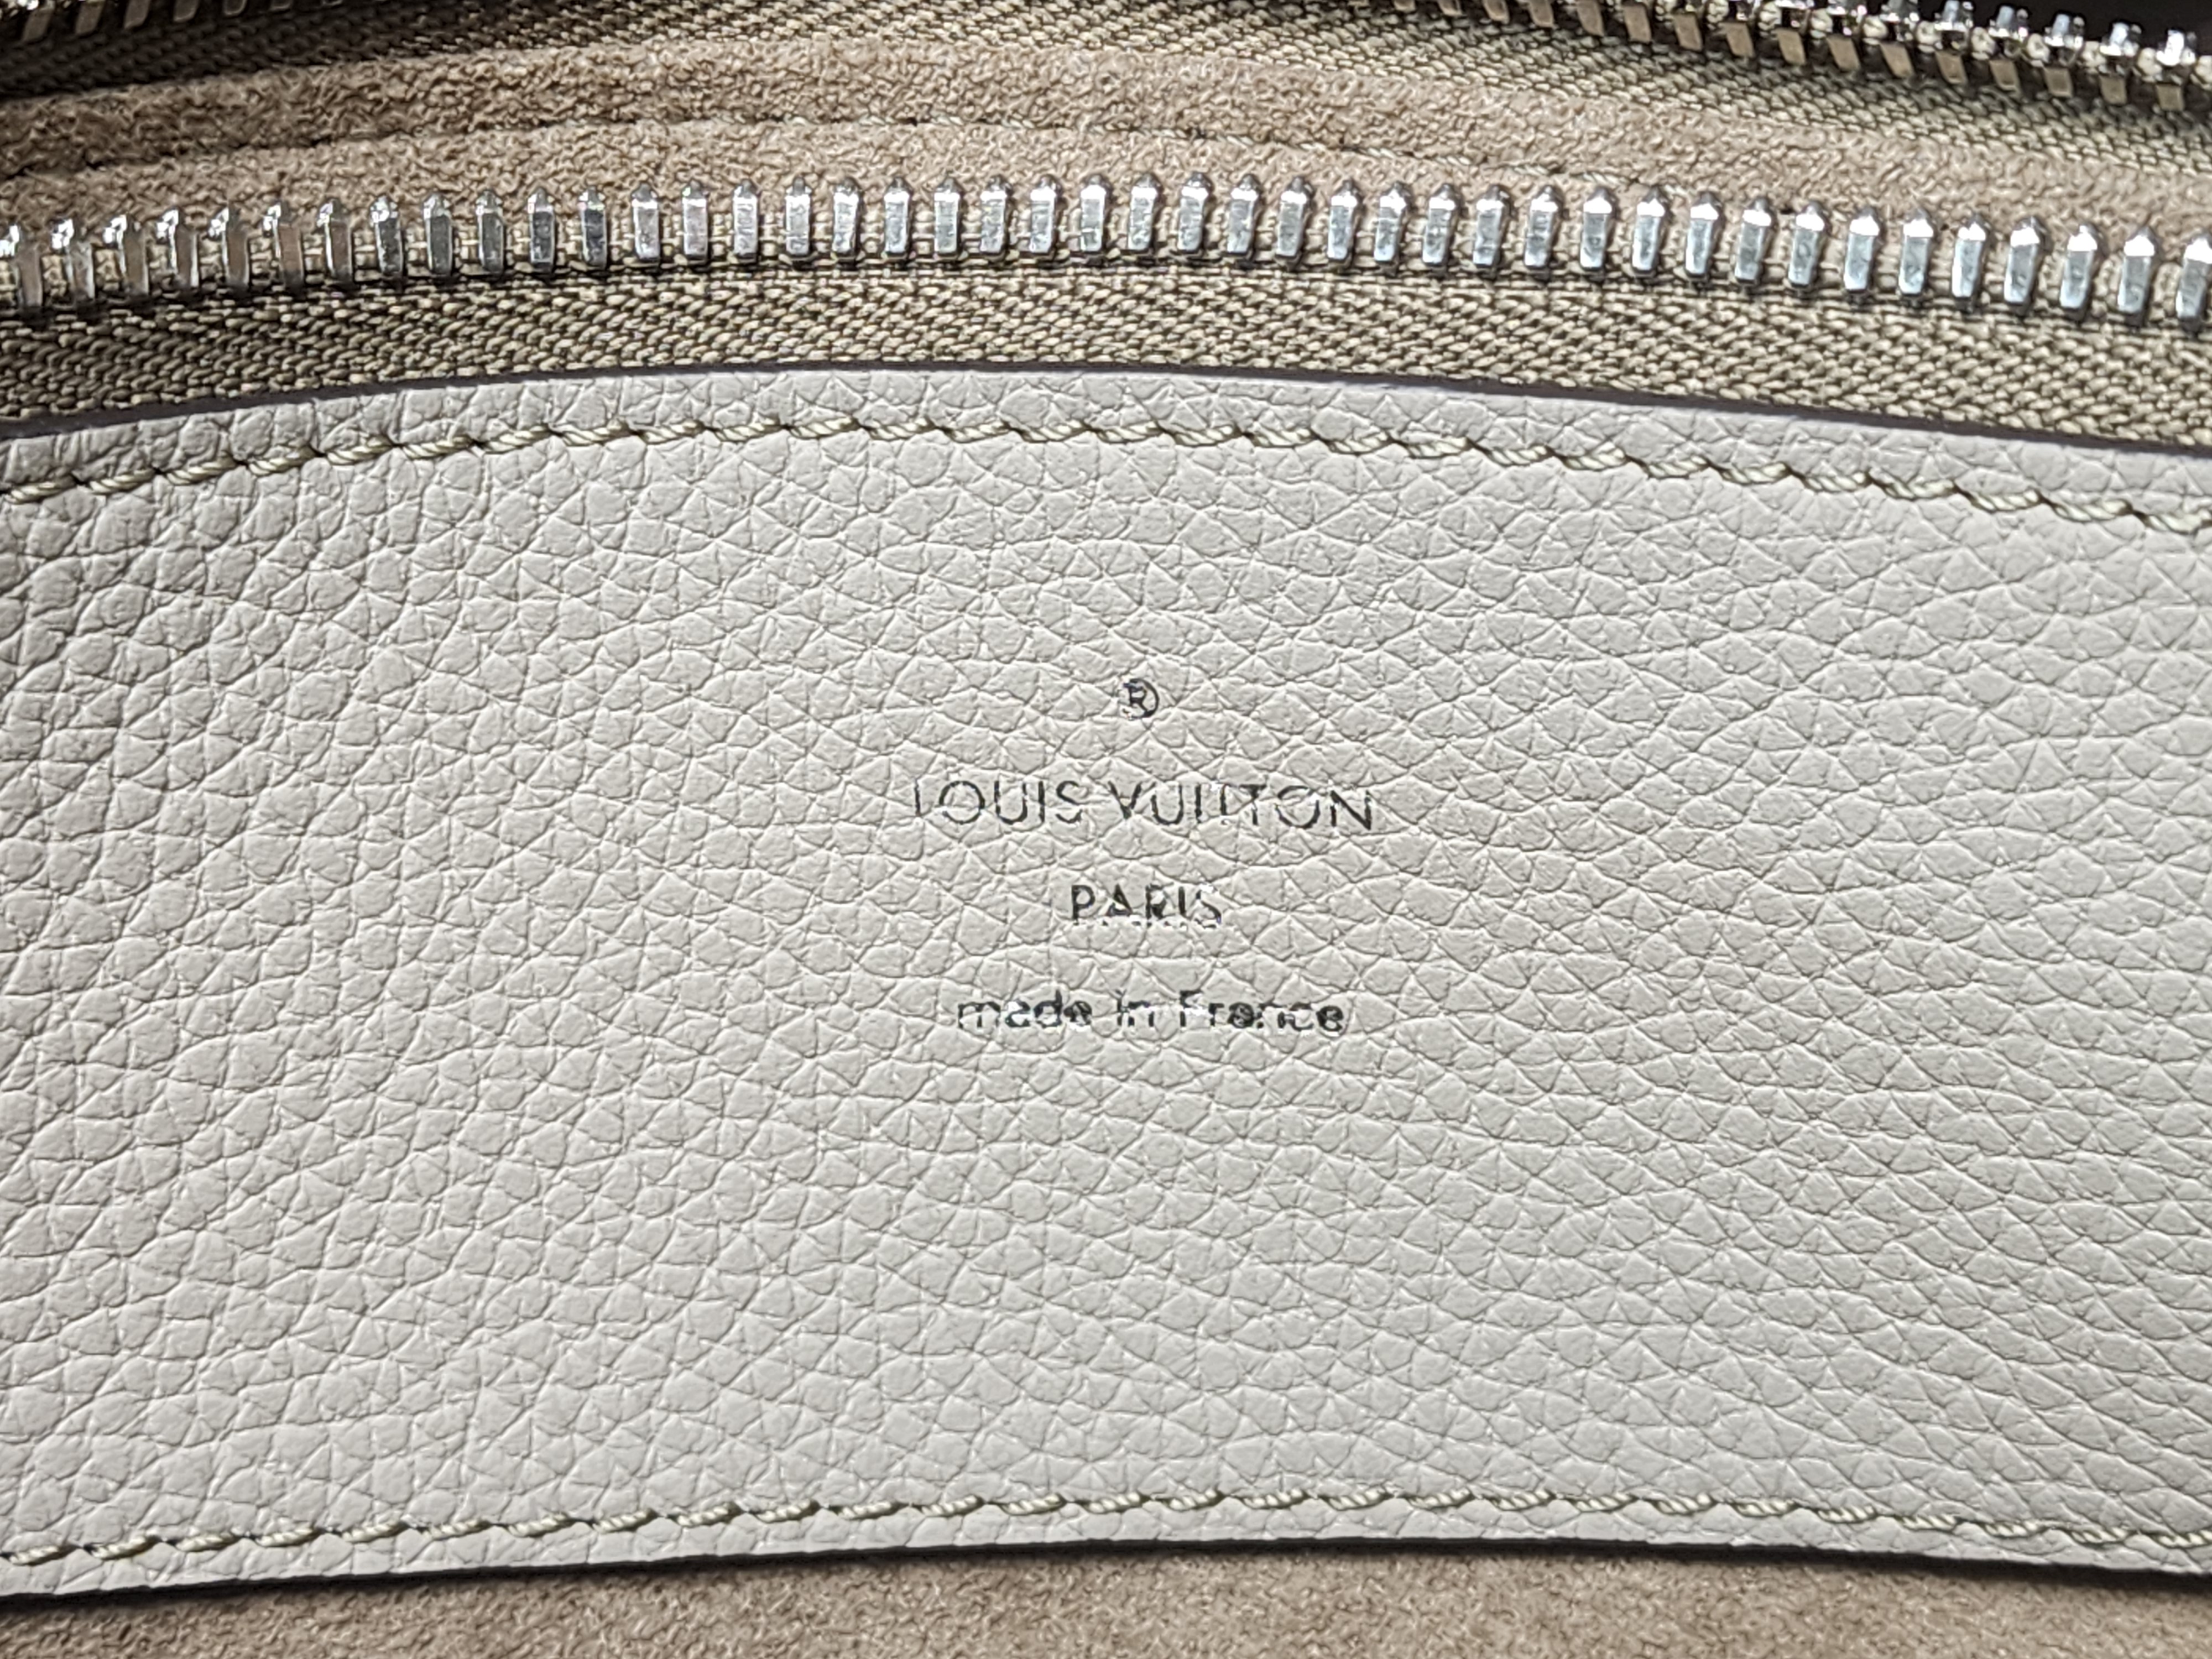 ®
LOUIS VUITTON
PARIS
made in France